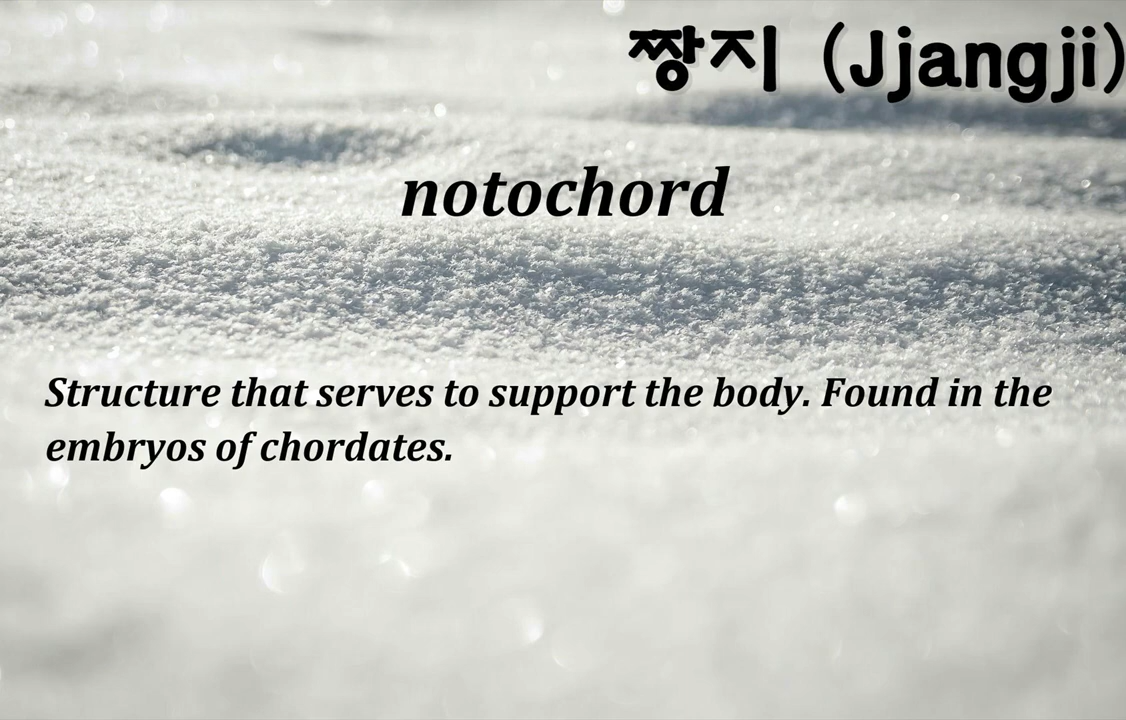 짱지 (Jjangji)
notochord
Structure that serves to support the body. Found in the
embryos of chordates.